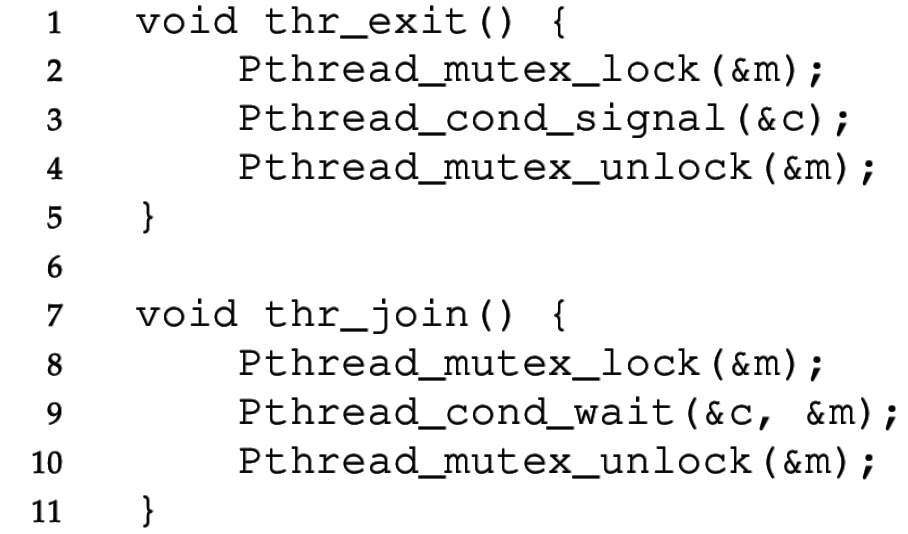 1 void thr_exit() {
2 Pthread_mutex_lock(&m);
3 Pthread_cond_signal(&c);
4 Pthread_mutex_unlock(&m);
5 }
6
7 void thr_join() {
8 Pthread_mutex_lock(&m);
9 Pthread_cond_wait(&c, &m);
10 Pthread_mutex_unlock(&m);
11 }